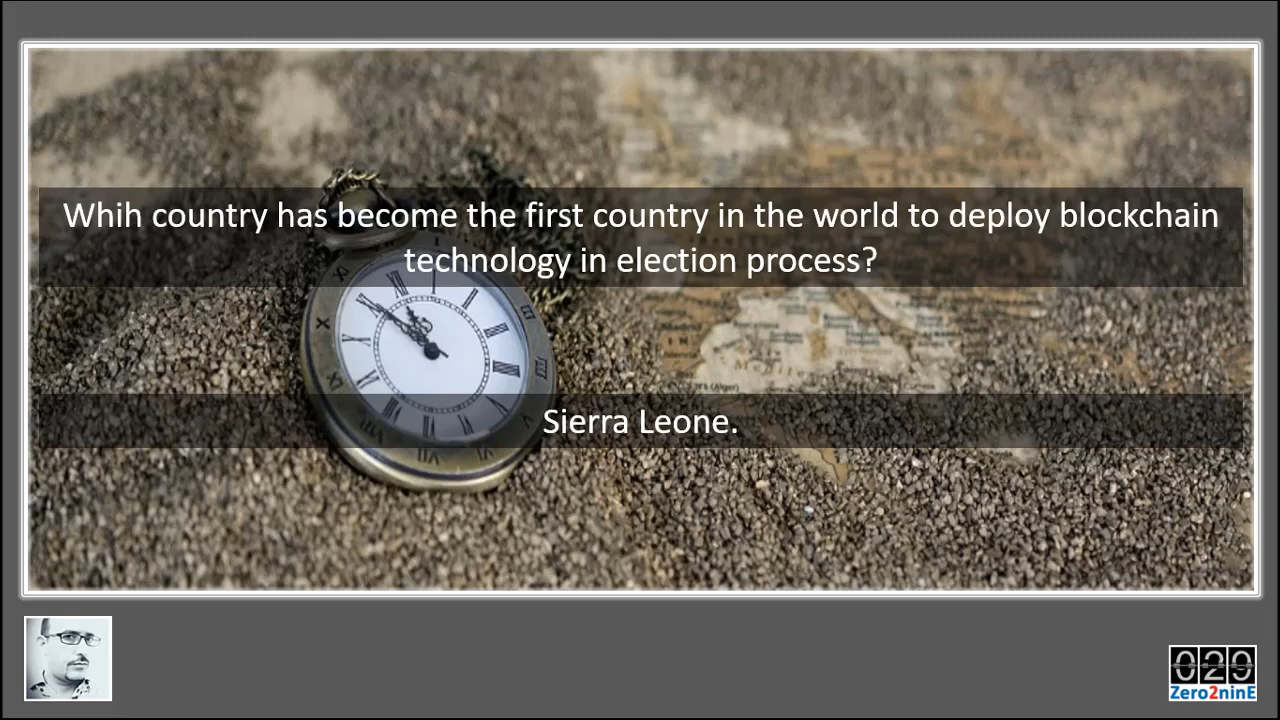 Whih country has become the first country in the world to deploy blockchain
technology in election process?
Sierra Leone.
029
Zero2ninE